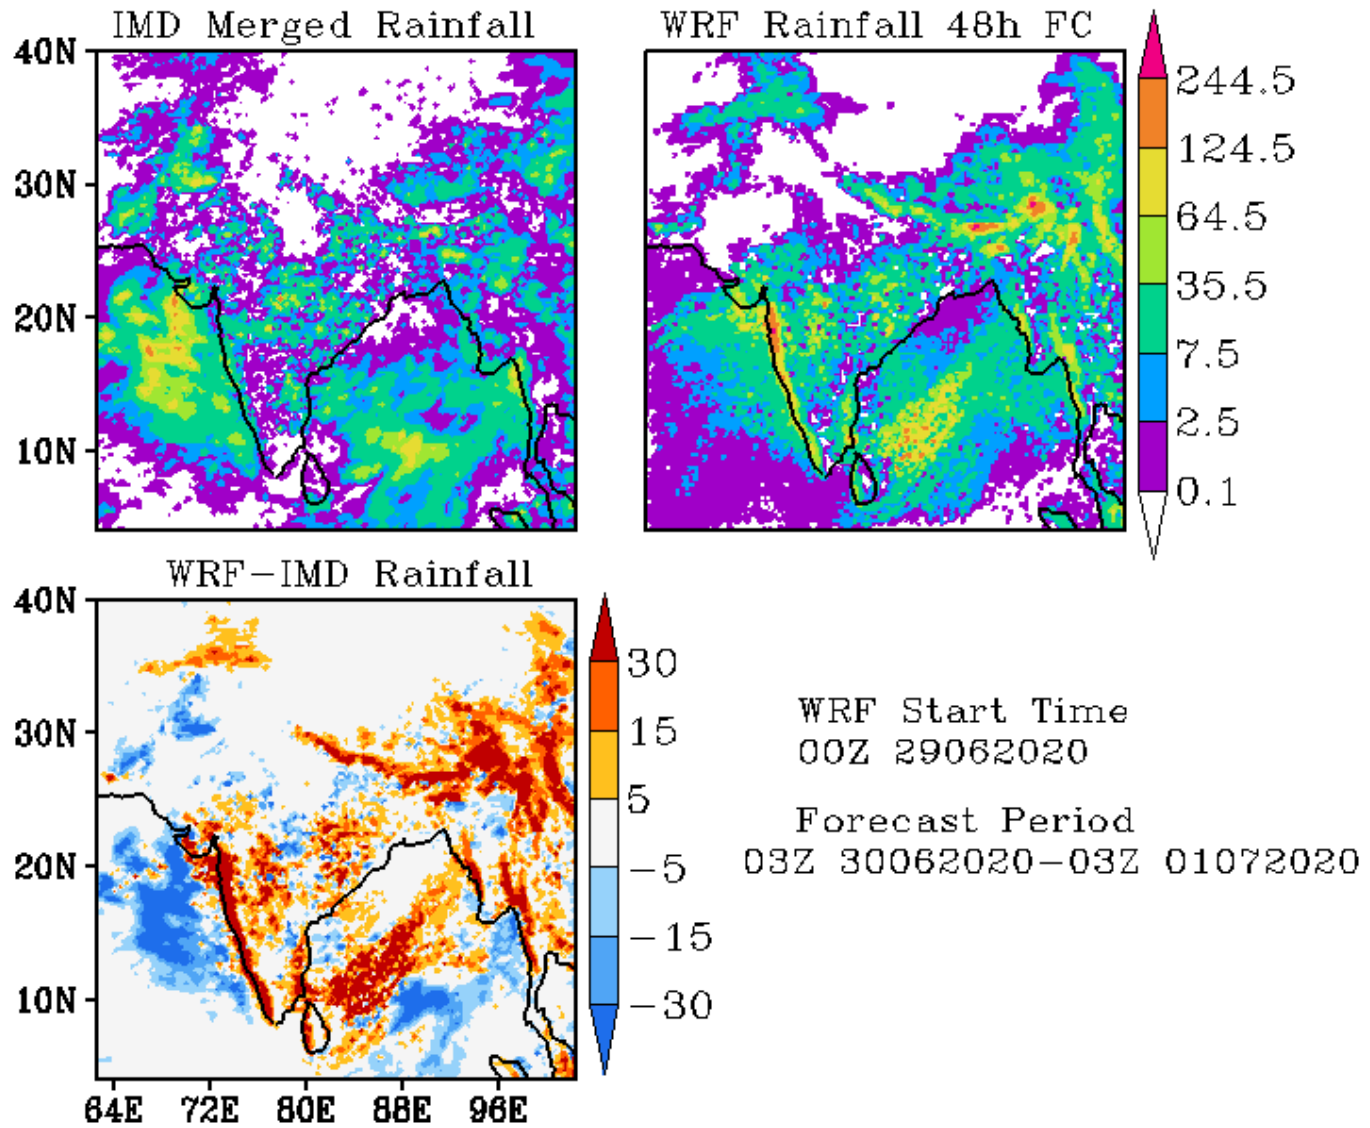 IMD Merged Rainfall
WRF Rainfall 48h FC
40N
30N
20N
10N
244.5
124.5
64.5
35.5
7.5
2.5
0.1
WRF-IMD Rainfall
40N
30N
20N
10N
64E 72E 80E 88E 96E
30
15
5
-5
-15
-30
WRF Start Time
00Z 29062020
Forecast Period
03Z 30062020-03Z 01072020